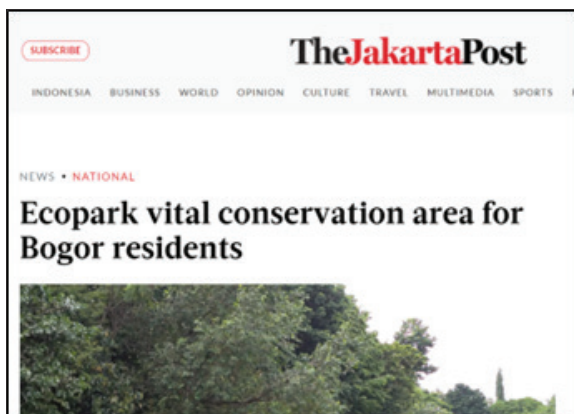 SUBSCRIBE
TheJakartaPost
INDONESIA BUSINESS WORLD OPINION CULTURE TRAVEL MULTIMEDIA SPORTS
NEWS • NATIONAL
Ecopark vital conservation area for
Bogor residents